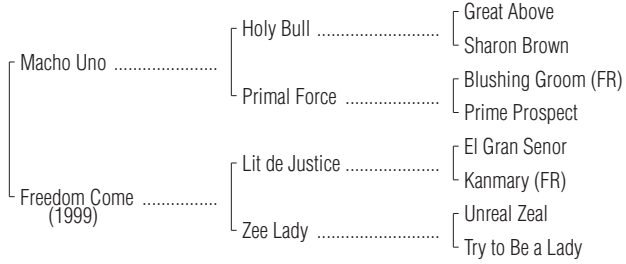 Macho Uno ......................
Freedom Come ................
(1999)
Holy Bull ..........................
Primal Force ....................
Lit de Justice ....................
Zee Lady ..........................
Great Above
Sharon Brown
Blushing Groom (FR)
Prime Prospect
El Gran Senor
Kanmary (FR)
Unreal Zeal
Try to Be a Lady